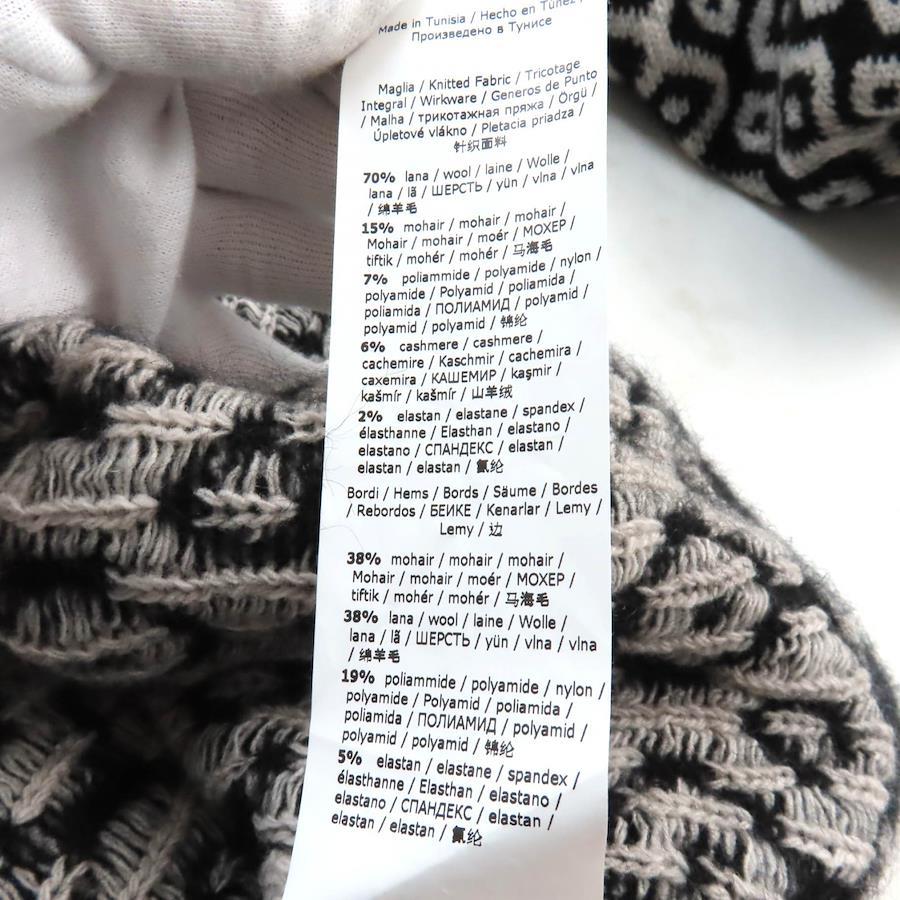 Made in Tunisia / Hecho en Túnez /
Произведено в Тунисе
Maglia / Knitted Fabric / Tricotage
Integral / Wirkware / Generos de Punto
/ Malha / трикотажная пряжа / Örgü /
Úpletové vlákno / Pletacia priadza /
针织面料
70% lana / wool / laine / Wolle /
lana / lã / ШЕРСТЬ / yün / vlna / vlna
/ 绵羊毛
15% mohair / mohair / mohair /
Mohair / mohair / moér / МОХЕР /
tiftik / mohér / mohér / 马海毛
7% poliammide / polyamide / nylon /
polyamide / Polyamid / poliamida /
poliamida / ПОЛИАМИД / polyamid /
polyamid / polyamid / 锦纶
6% cashmere / cashmere /
cachemire / Kaschmir / cachemira /
caxemira / КАШЕМИР / kaşmir /
kašmír / kašmír / 山羊绒
2% elastan / elastane / spandex /
élasthanne / Elasthan / elastano /
elastano / СПАНДЕКС / elastan /
elastan / elastan / 氨纶
Bordi / Hems / Bords / Säume / Bordes
/ Rebordos / БЕЙКЕ / Kenarlar / Lemy /
Lemy / 边
38% mohair / mohair / mohair /
Mohair / mohair / moér / МОХЕР /
tiftik / mohér / mohér / 马海毛
38% lana / wool / laine / Wolle /
lana / lã / ШЕРСТЬ / yün / vlna / vlna
/ 绵羊毛
19% poliammide / polyamide / nylon /
polyamide / Polyamid / poliamida /
poliamida / ПОЛИАМИД / polyamid /
polyamid / polyamid / 锦纶
5% elastan / elastane / spandex /
élasthanne / Elasthan / elastano /
elastano / СПАНДЕКС / elastan /
elastan / elastan / 氨纶